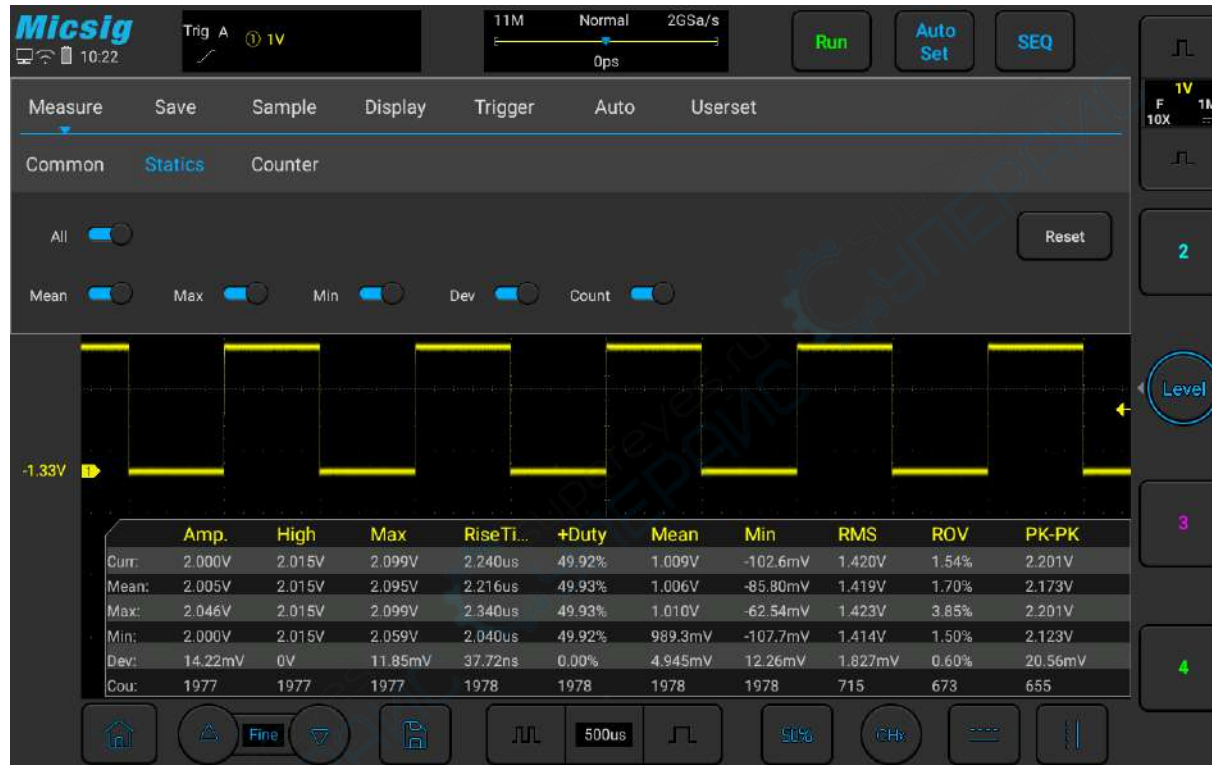 Micsig
10:22
Trig A ① 1V
11M Normal 2GSa/s
0ps
Run
Auto Set
SEQ
1V
F 1M
10X
Measure Save Sample Display Trigger Auto Userset
Common Statics Counter
All
Reset
Mean Max Min Dev Count
2
Level
-1.33V 1
3
4
Amp. High Max RiseTi... +Duty Mean Min RMS ROV PK-PK
Curr: 2.000V 2.015V 2.099V 2.240us 49.92% 1.009V -102.6mV 1.420V 1.54% 2.201V
Mean: 2.005V 2.015V 2.095V 2.216us 49.93% 1.006V -85.80mV 1.419V 1.70% 2.173V
Max: 2.046V 2.015V 2.099V 2.340us 49.93% 1.010V -62.54mV 1.423V 3.85% 2.201V
Min: 2.000V 2.015V 2.059V 2.040us 49.92% 989.3mV -107.7mV 1.414V 1.50% 2.123V
Dev: 14.22mV 0V 11.85mV 37.72ns 0.00% 4.945mV 12.26mV 1.827mV 0.60% 20.56mV
Cou: 1977 1977 1977 1978 1978 1978 1978 715 673 655
Fine
500us
50%
CHx